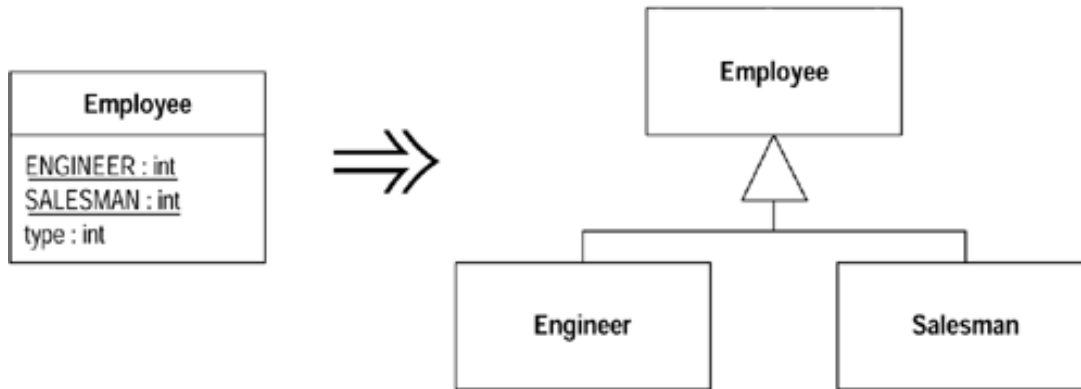 Employee
ENGINEER : int
SALESMAN : int
type : int
Employee
Engineer
Salesman